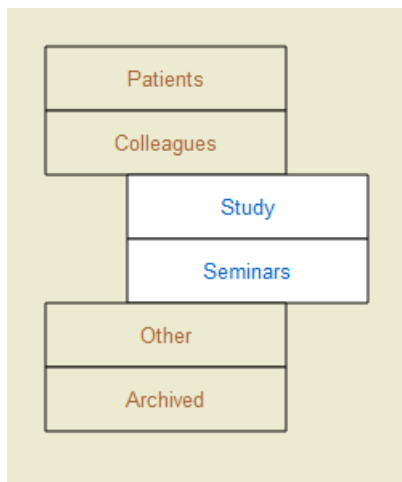 Patients
Colleagues
Study
Seminars
Other
Archived